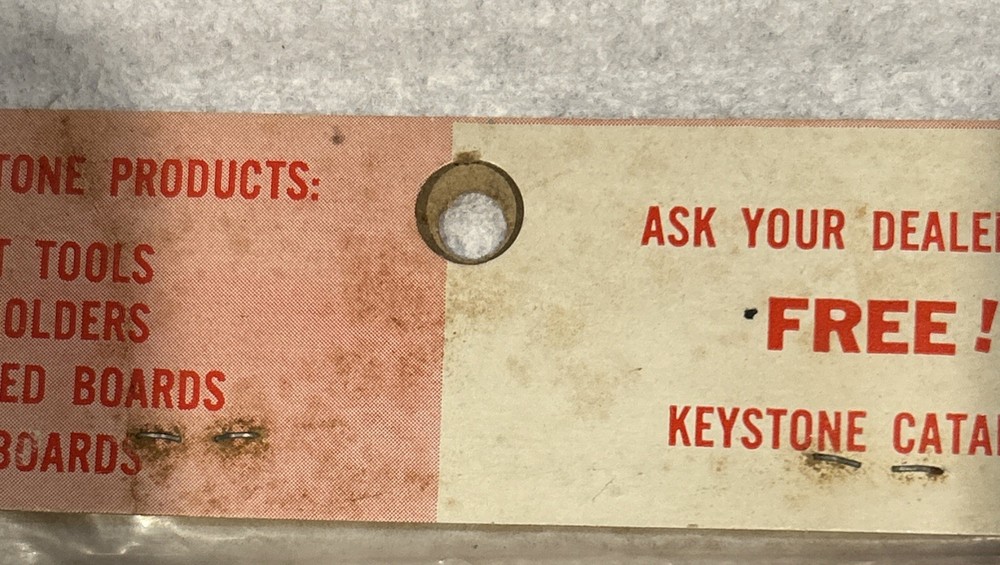 TONE PRODUCTS:
T TOOLS
OLDERS
ED BOARDS
BOARDS
ASK YOUR DEALE
FREE!
KEYSTONE CATA